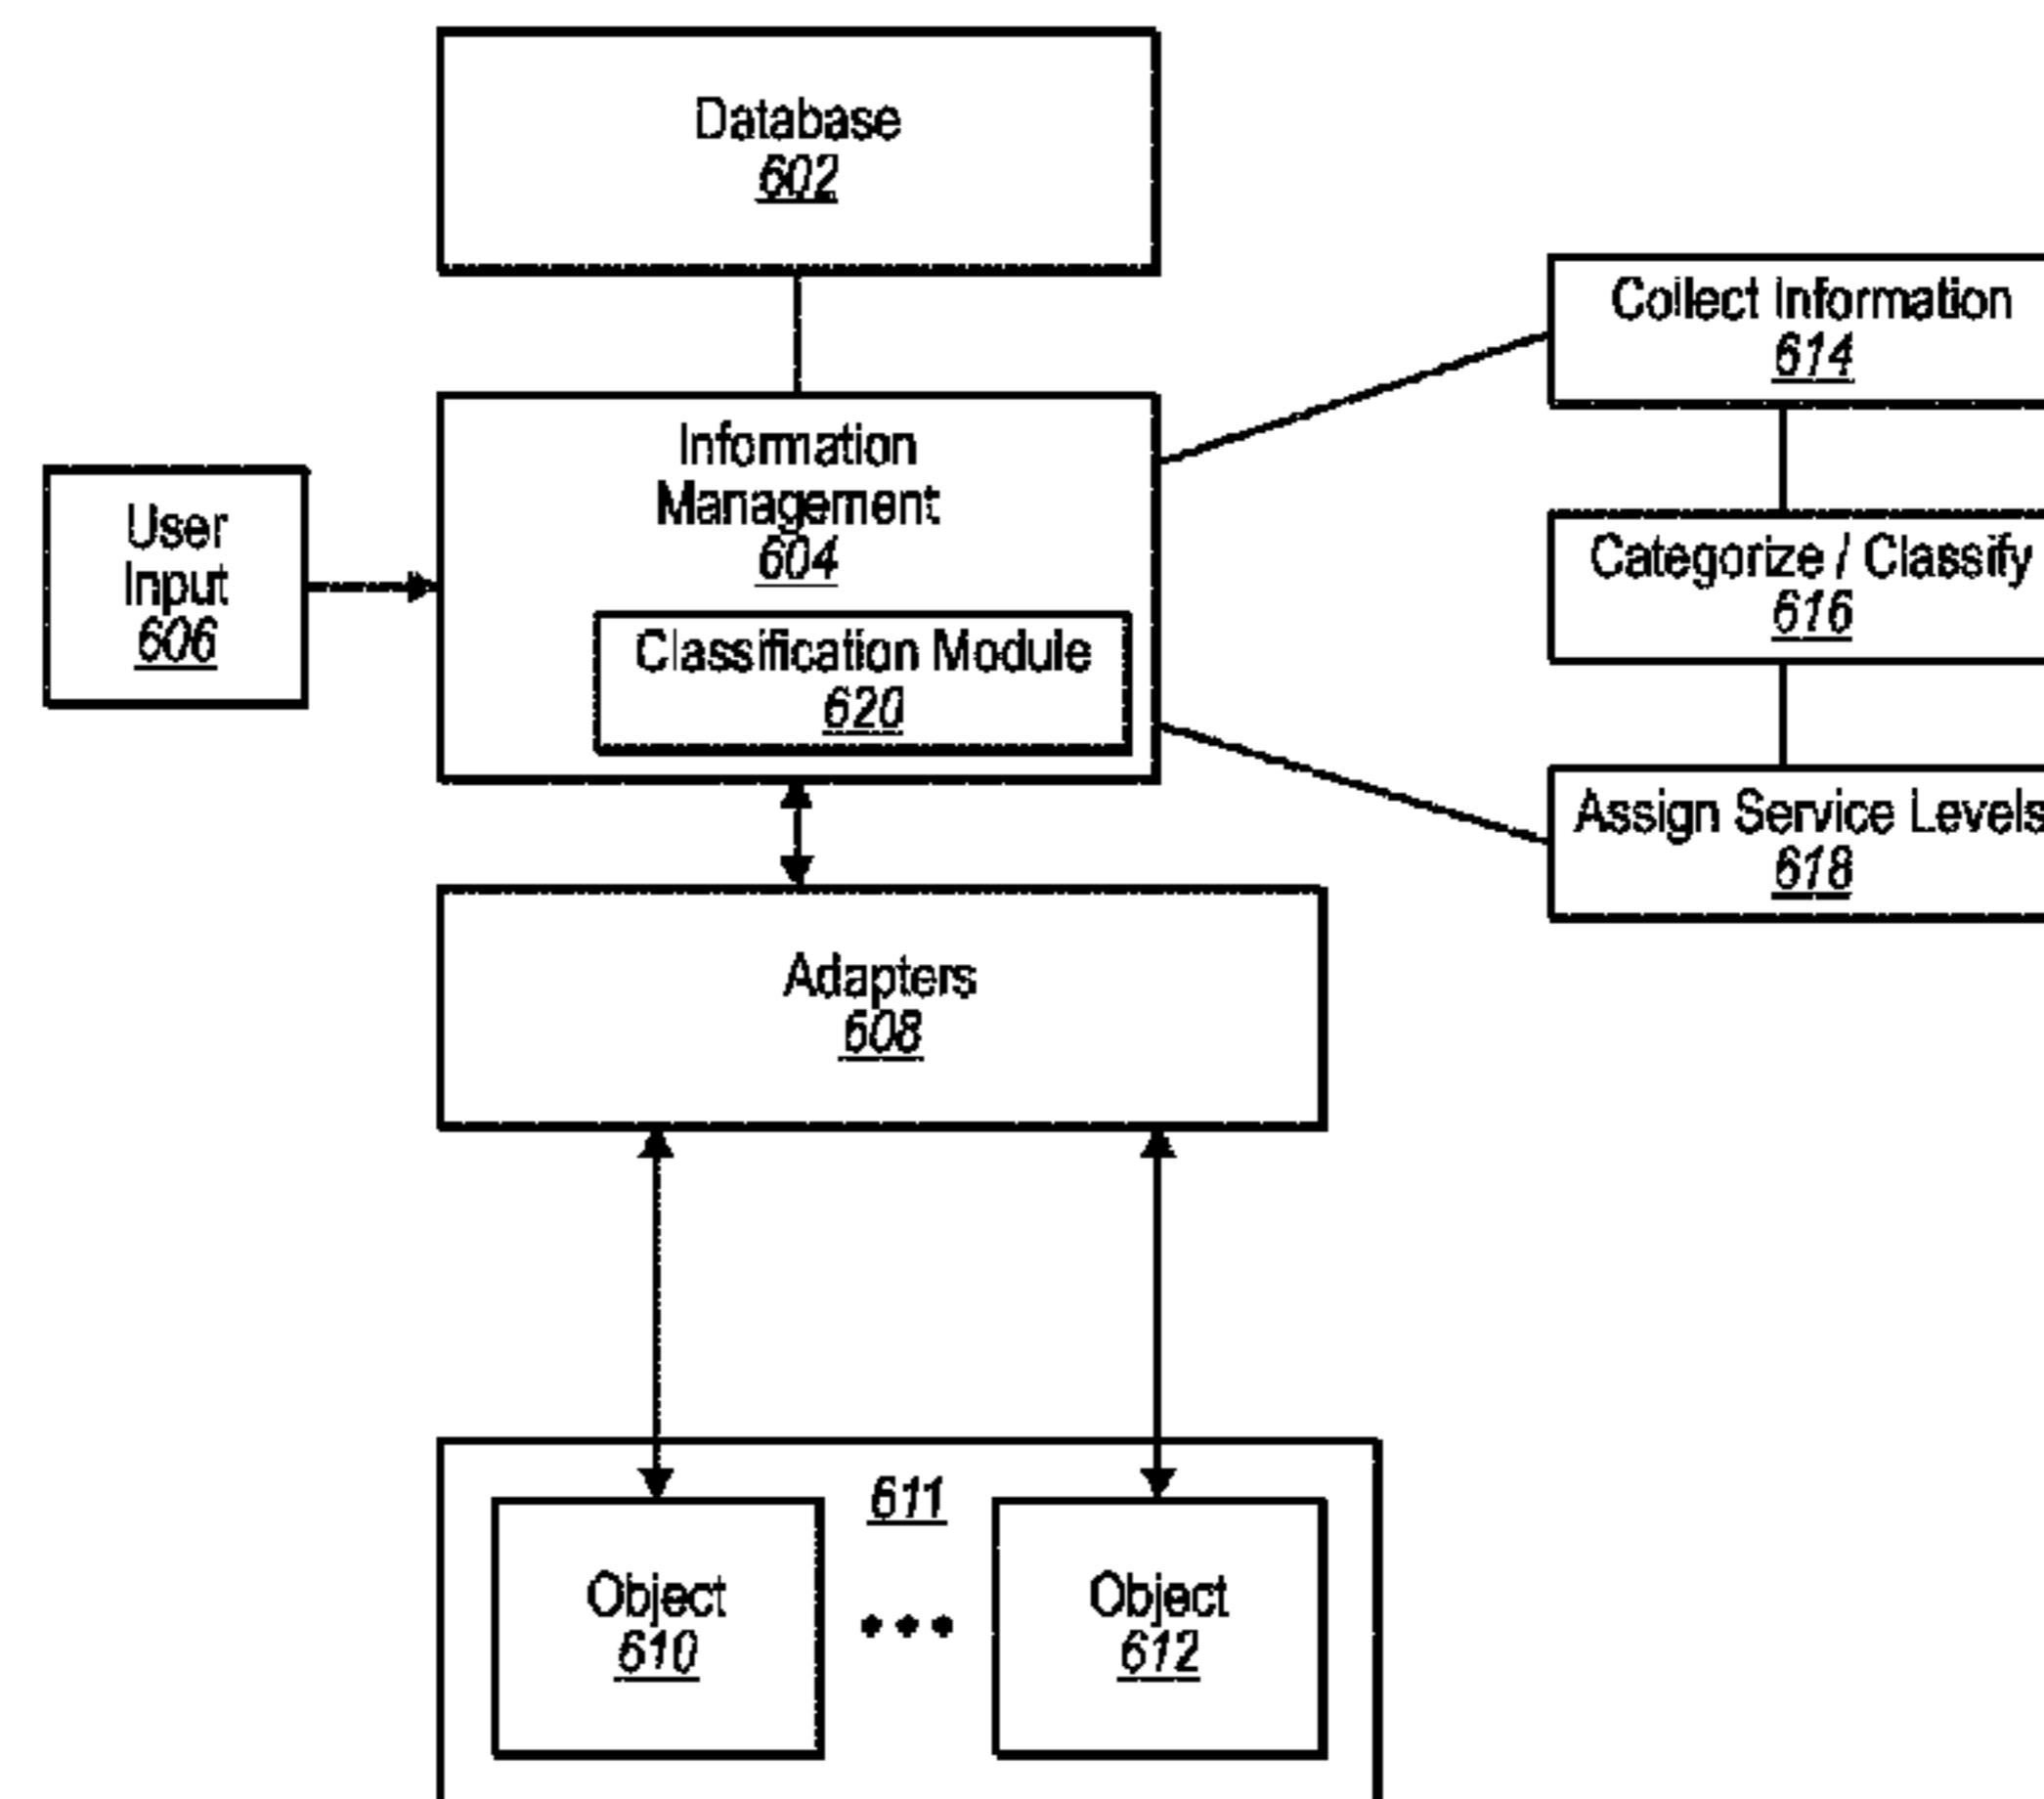 Database
602
Collect Information
614
Information
Management
604
User
Input
606
Categorize / Classify
616
Classification Module
620
Assign Service Levels
618
Adapters
608
611
Object
610
Object
612